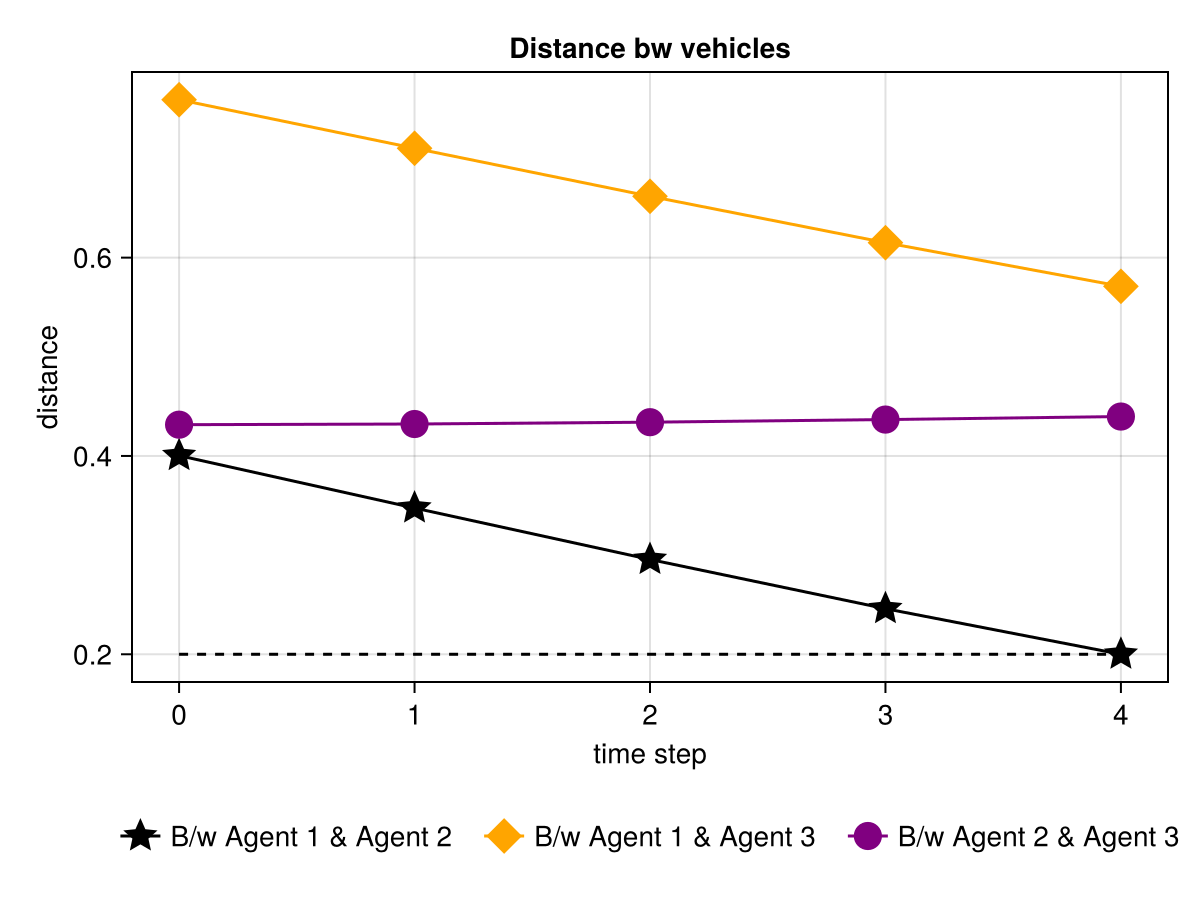 Distance bw vehicles
0.6
0.4
0.2
distance
0 1 2 3 4
time step
B/w Agent 1 & Agent 2 B/w Agent 1 & Agent 3 B/w Agent 2 & Agent 3